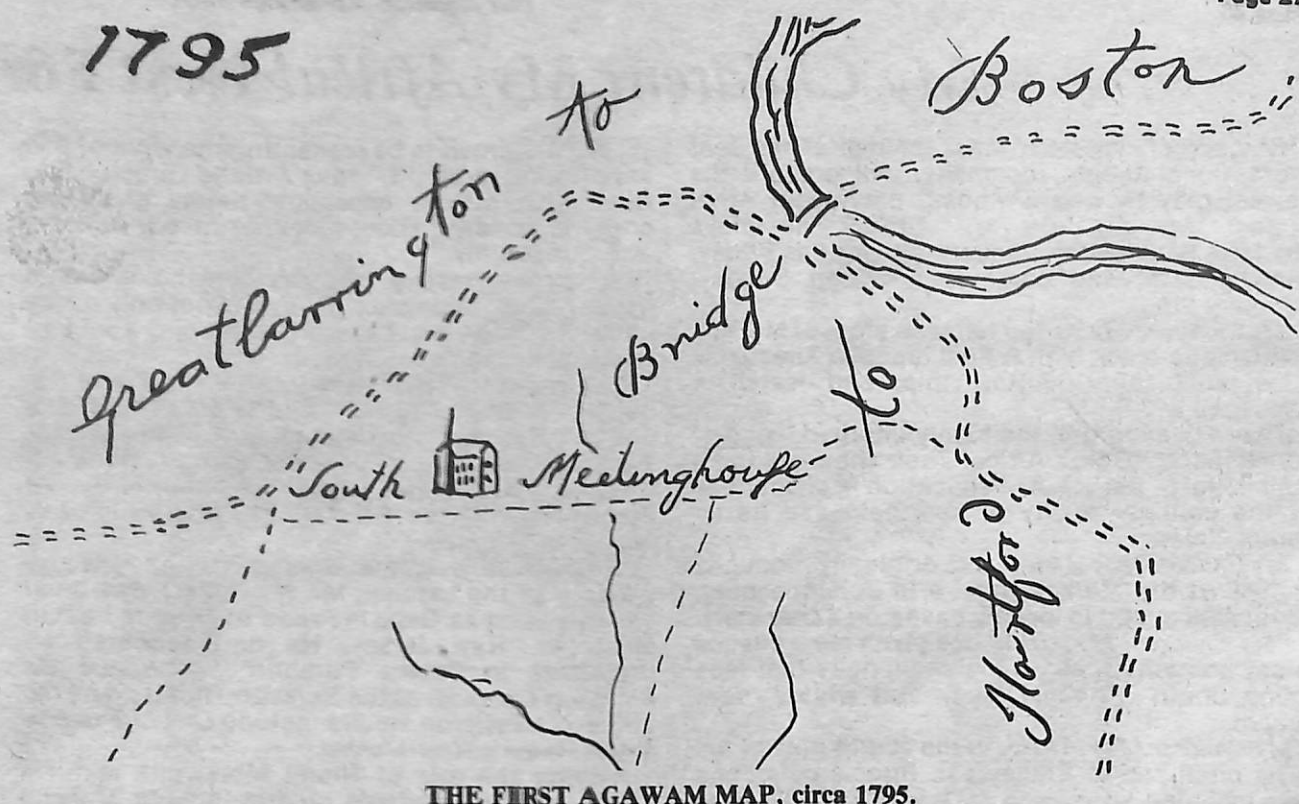 1795
to
Boston
Greatbarrington
Bridge
to
South Meetinghouse
Hartford
THE FIRST AGAWAM MAP, circa 1795.